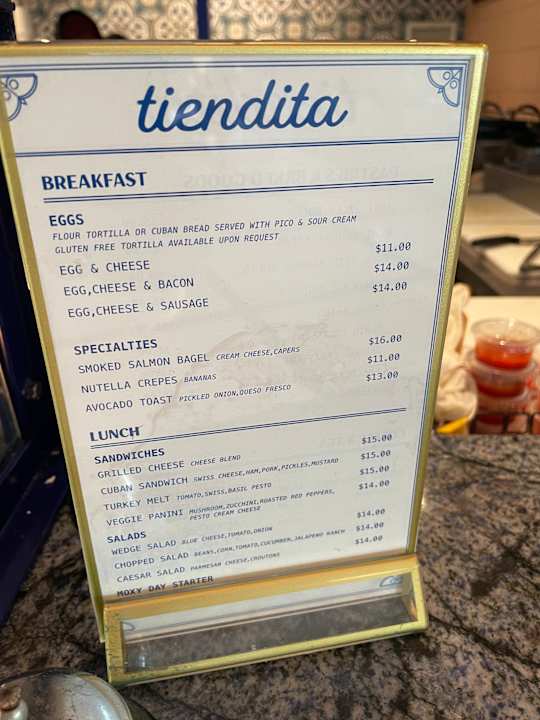 tiendita
BREAKFAST
EGGS
FLOUR TORTILLA OR CUBAN BREAD SERVED WITH PICO & SOUR CREAM
GLUTEN FREE TORTILLA AVAILABLE UPON REQUEST
EGG & CHEESE $11.00
EGG,CHEESE & BACON $14.00
EGG,CHEESE & SAUSAGE $14.00
SPECIALTIES
SMOKED SALMON BAGEL CREAM CHEESE,CAPERS $16.00
NUTELLA CREPES BANANAS $11.00
AVOCADO TOAST PICKLED ONION,QUESO FRESCO $13.00
LUNCH
SANDWICHES
GRILLED CHEESE CHEESE BLEND $15.00
CUBAN SANDWICH SWISS CHEESE,HAM,PORK,PICKLES,MUSTARD $15.00
TURKEY MELT TOMATO,SWISS,BASIL PESTO $15.00
VEGGIE PANINI MUSHROOM,ZUCCHINI,ROASTED RED PEPPERS, $14.00
PESTO CREAM CHEESE
SALADS
WEDGE SALAD BLUE CHEESE,TOMATO,ONION $14.00
CHOPPED SALAD BEANS,CORN,TOMATO,CUCUMBER,JALAPENO RANCH $14.00
CAESAR SALAD PARMESAN CHEESE,CROUTONS $14.00
MOXY DAY STARTER